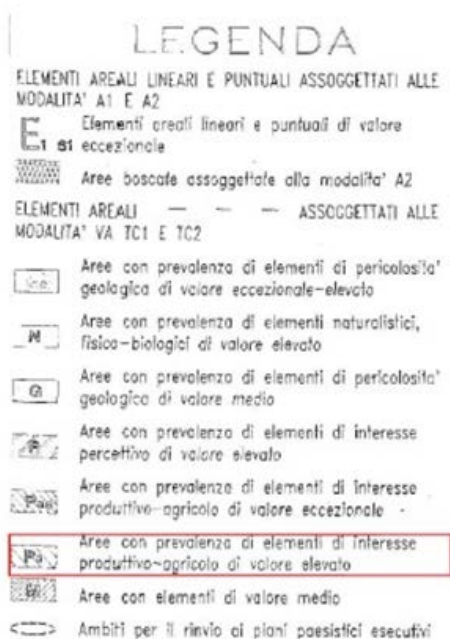 LEGENDA
ELEMENTI AREALI LINEARI E PUNTUALI ASSOGGETTATI ALLE
MODALITA' A1 E A2
E1 81 Elementi areali lineari e puntuali di valore
eccezionale
Aree boscate assoggettate alla modalita' A2
ELEMENTI AREALI — — — ASSOGGETTATI ALLE
MODALITA' VA TC1 E TC2
Aree con prevalenza di elementi di pericolosita'
geologica di valore eccezionale-elevato
N Aree con prevalenza di elementi naturalistici,
fisico-biologici di valore elevato
G Aree con prevalenza di elementi di pericolosita'
geologica di valore medio
P Aree con prevalenza di elementi di interesse
percettivo di valore elevato
Pae Aree con prevalenza di elementi di interesse
produttivo-agricolo di valore eccezionale -
Pa Aree con prevalenza di elementi di interesse
produttivo-agricolo di valore elevato
Aree con elementi di valore medio
Ambiti per il rinvio ai piani paesistici esecutivi